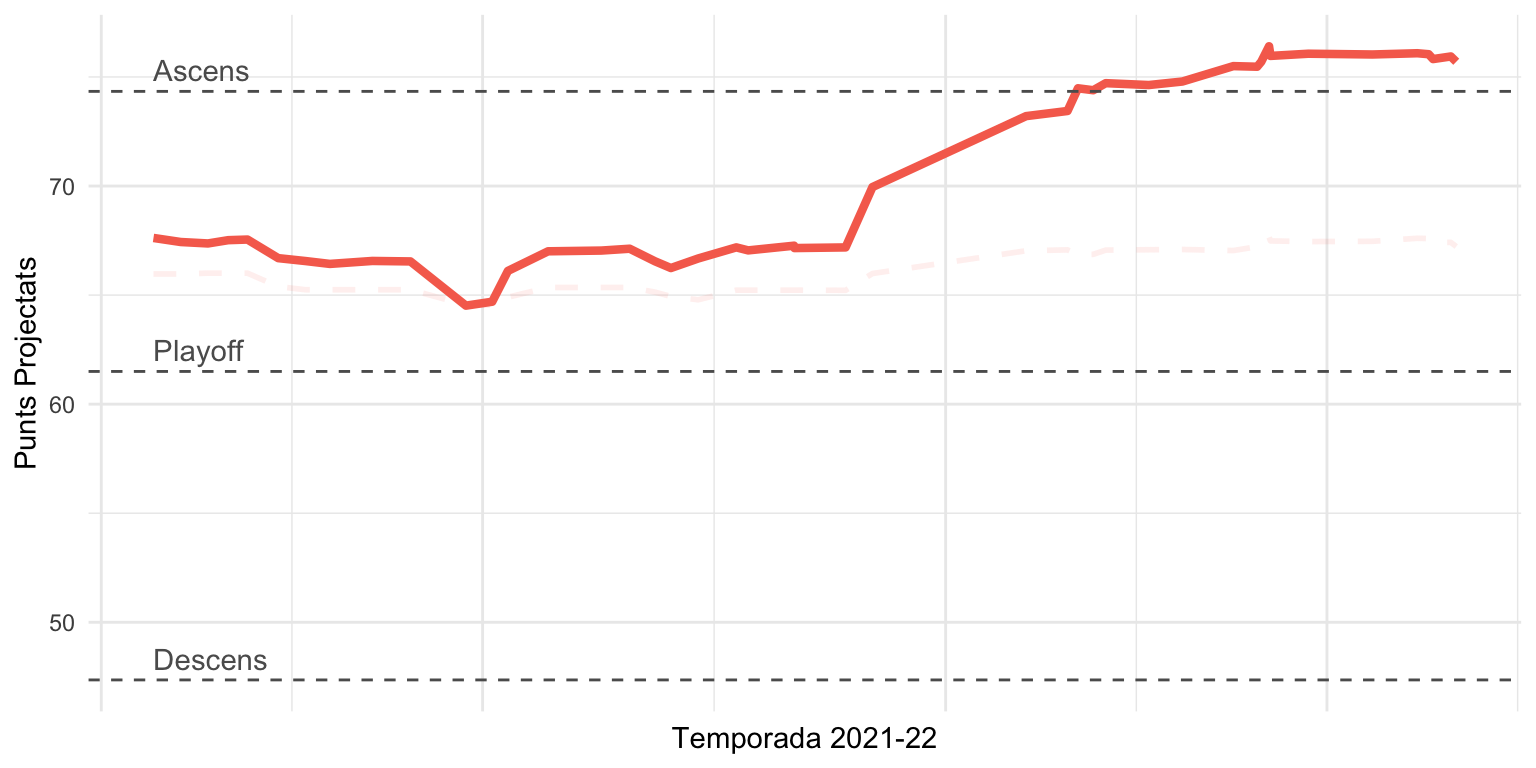 Ascens
70
Playoff
60
Punts Projectats
50
Descens
Temporada 2021-22